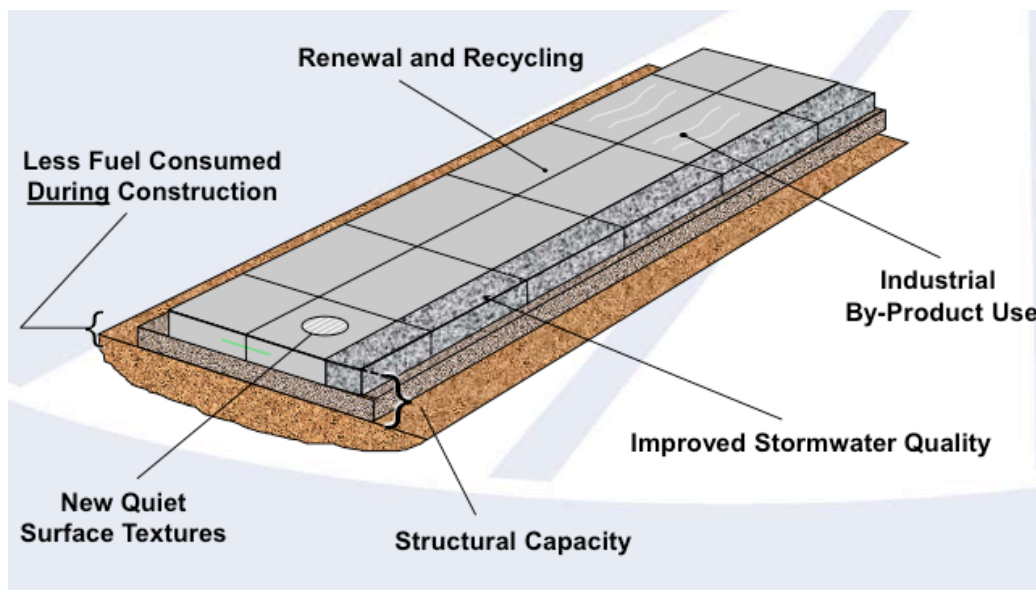 Renewal and Recycling
Less Fuel Consumed
During Construction
Industrial
By-Product Use
Improved Stormwater Quality
New Quiet
Surface Textures
Structural Capacity